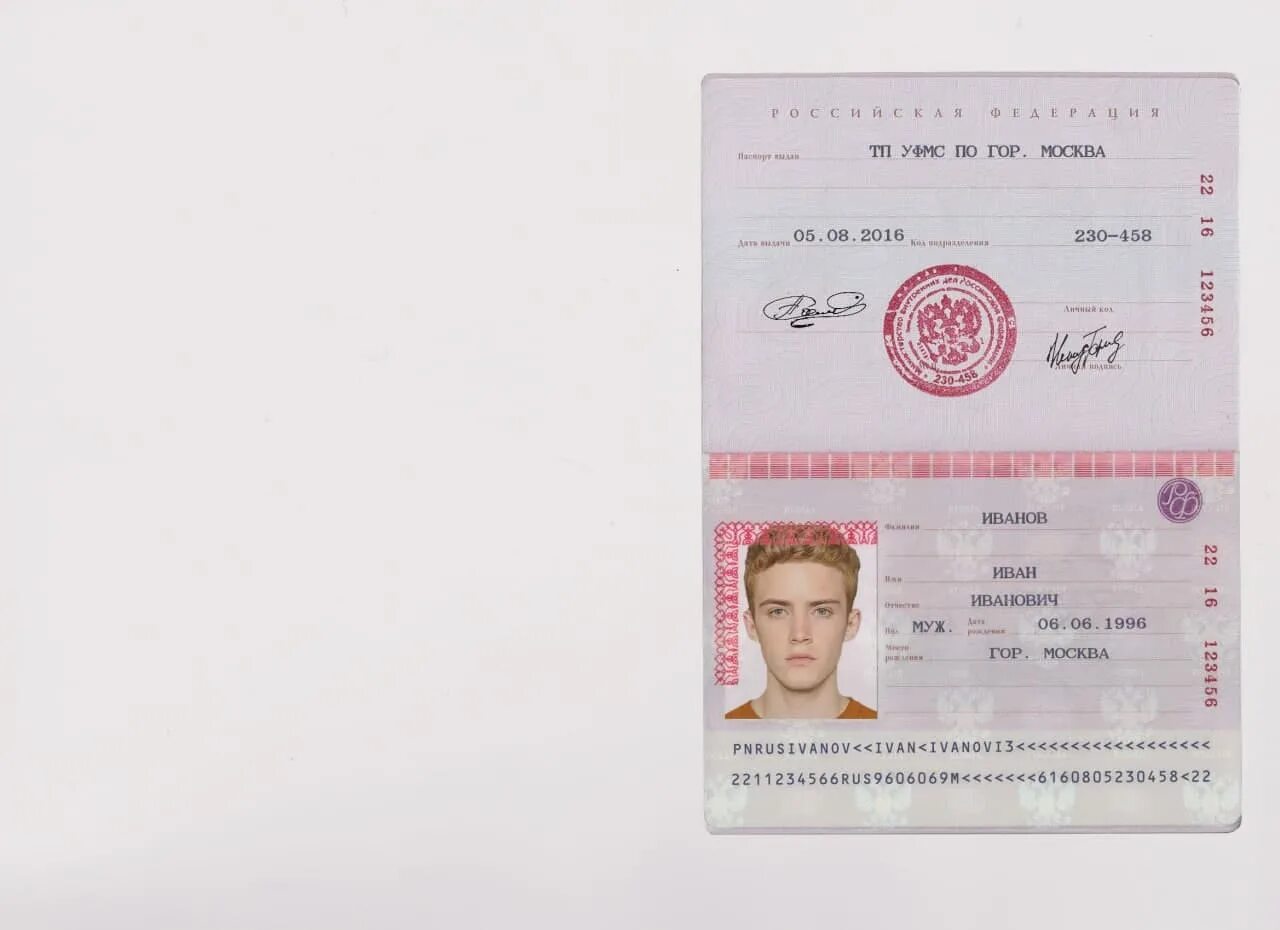 РОССИЙСКАЯ ФЕДЕРАЦИЯ
Паспорт выдан ТП УФМС ПО ГОР. МОСКВА
Дата выдачи 05.08.2016 Код подразделения 230-458
Министерство внутренних дел Российской Федерации
230-458
Личный код
Личная подпись
22 16 123456
Фамилия ИВАНОВ
Имя ИВАН
Отчество ИВАНОВИЧ
Пол МУЖ. Дата рождения 06.06.1996
Место рождения ГОР. МОСКВА
22 16 123456
РФ
PNRUSIVANOV<<IVAN<IVANOVI3<<<<<<<<<<<<<<<<<<
2211234566RUS9606069M<<<<<<<6160805230458<22